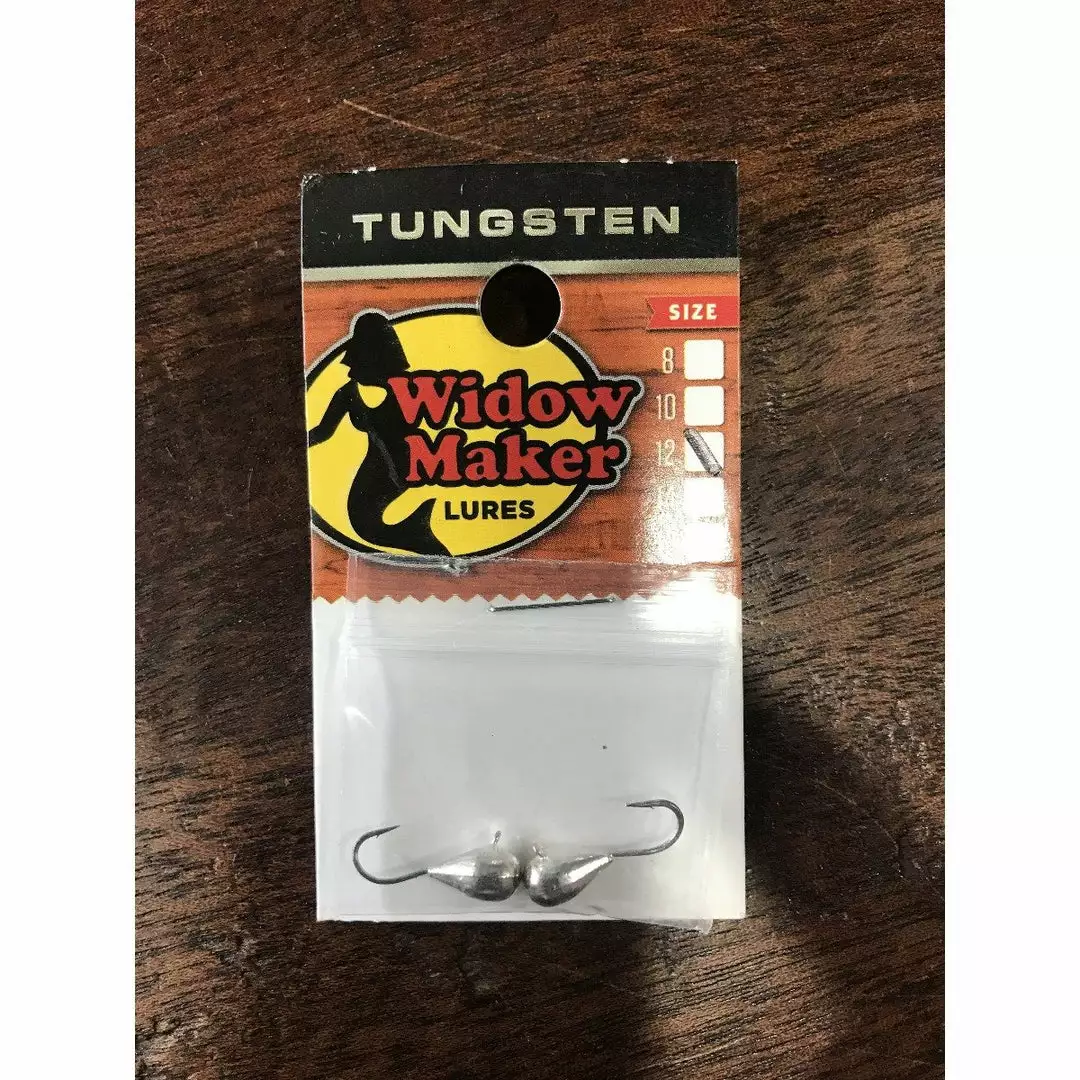 TUNGSTEN
SIZE
8
10
12
Widow
Maker
LURES